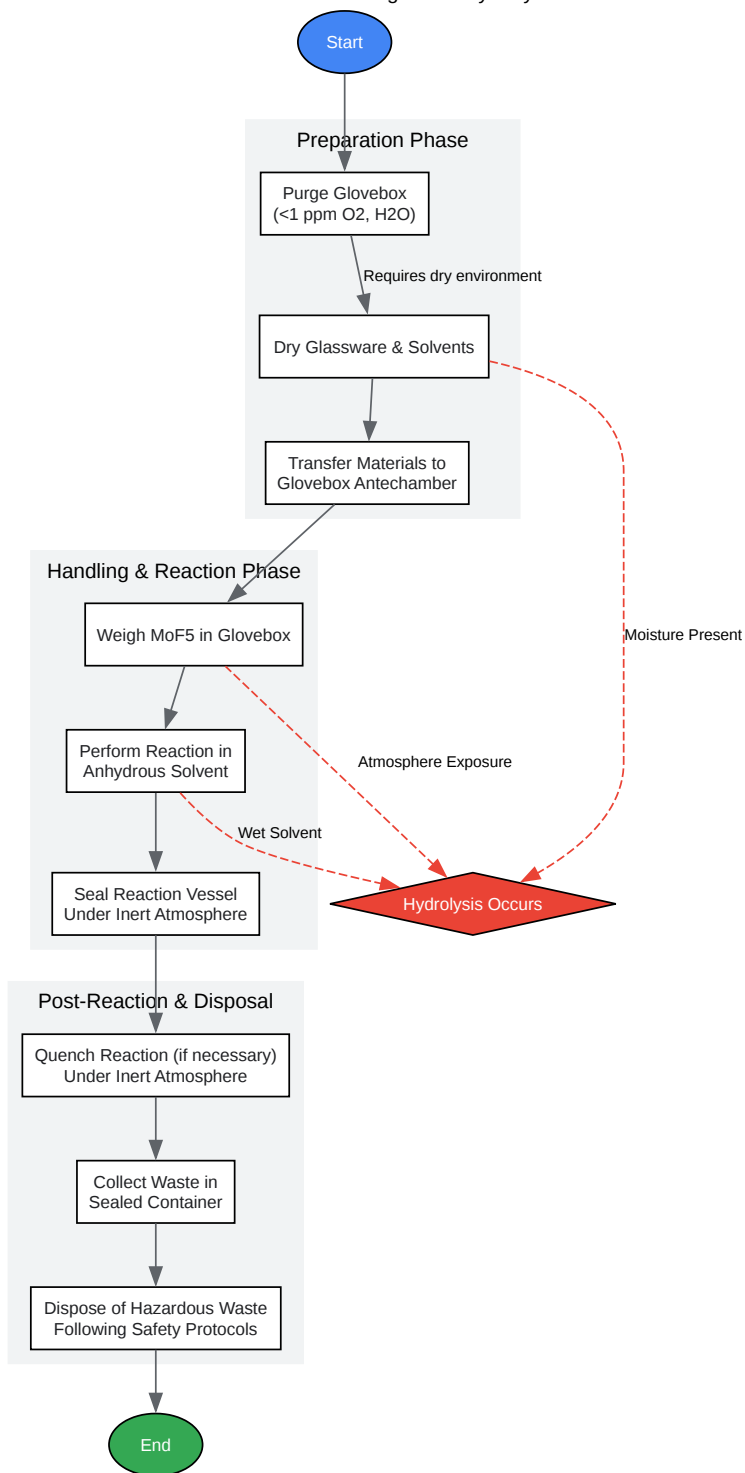 Start
Preparation Phase
Purge Glovebox
(<1 ppm O2, H2O)
Requires dry environment
Dry Glassware & Solvents
Transfer Materials to
Glovebox Antechamber
Handling & Reaction Phase
Weigh MoF5 in Glovebox
Moisture Present
Perform Reaction in
Anhydrous Solvent
Atmosphere Exposure
Wet Solvent
Seal Reaction Vessel
Under Inert Atmosphere
Hydrolysis Occurs
Post-Reaction & Disposal
Quench Reaction (if necessary)
Under Inert Atmosphere
Collect Waste in
Sealed Container
Dispose of Hazardous Waste
Following Safety Protocols
End